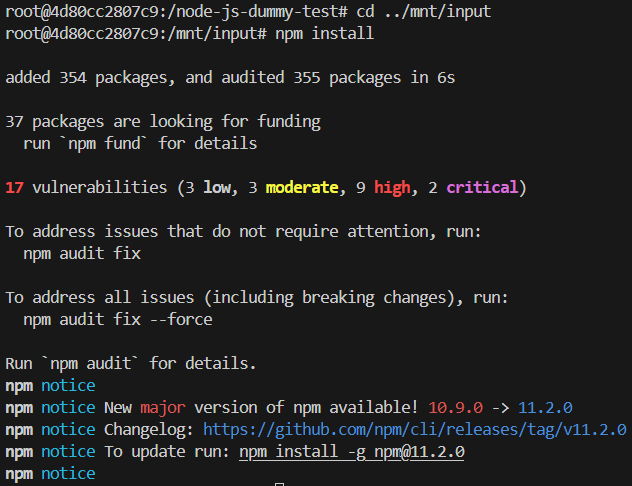 root@4d80cc2807c9:/node-js-dummy-test# cd ../mnt/input
root@4d80cc2807c9:/mnt/input# npm install
added 354 packages, and audited 355 packages in 6s
37 packages are looking for funding
  run `npm fund` for details
17 vulnerabilities (3 low, 3 moderate, 9 high, 2 critical)
To address issues that do not require attention, run:
  npm audit fix
To address all issues (including breaking changes), run:
  npm audit fix --force
Run `npm audit` for details.
npm notice
npm notice New major version of npm available! 10.9.0 -> 11.2.0
npm notice Changelog: https://github.com/npm/cli/releases/tag/v11.2.0
npm notice To update run: npm install -g npm@11.2.0
npm notice